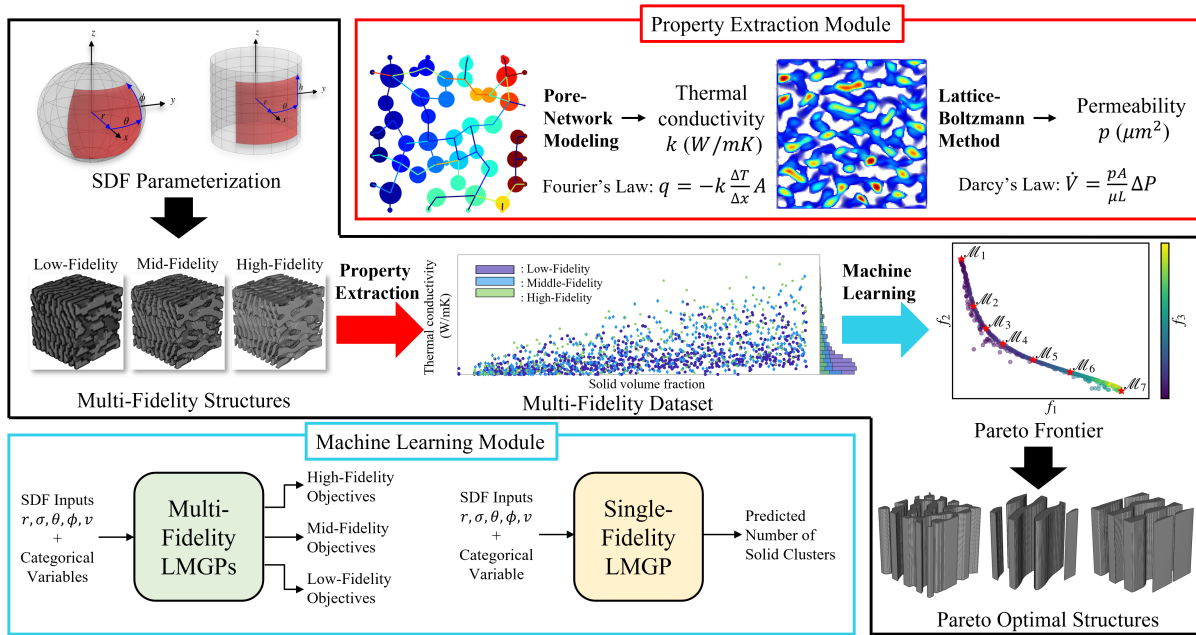 z
ϕ
r
θ
y
x
z
h
r
θ
y
x
SDF Parameterization
Property Extraction Module
Pore-
Network
Modeling
Thermal
conductivity
k (W/mK)
Fourier's Law: q = −k ΔT/Δx A
Lattice-
Boltzmann
Method
Permeability
p (μm²)
Darcy's Law: V̇ = pA/μL ΔP
Low-Fidelity
Mid-Fidelity
High-Fidelity
Multi-Fidelity Structures
Property
Extraction
Thermal conductivity
(W/mK)
: Low-Fidelity
: Middle-Fidelity
: High-Fidelity
Solid volume fraction
Multi-Fidelity Dataset
Machine
Learning
f₂
ℳ₁
ℳ₂
ℳ₃
ℳ₄
ℳ₅
ℳ₆
ℳ₇
f₁
f₃
Pareto Frontier
Pareto Optimal Structures
Machine Learning Module
SDF Inputs
r, σ, θ, ϕ, v
+
Categorical
Variables
Multi-
Fidelity
LMGPs
High-Fidelity
Objectives
Mid-Fidelity
Objectives
Low-Fidelity
Objectives
SDF Inputs
r, σ, θ, ϕ, v
+
Categorical
Variable
Single-
Fidelity
LMGP
Predicted
Number of
Solid Clusters